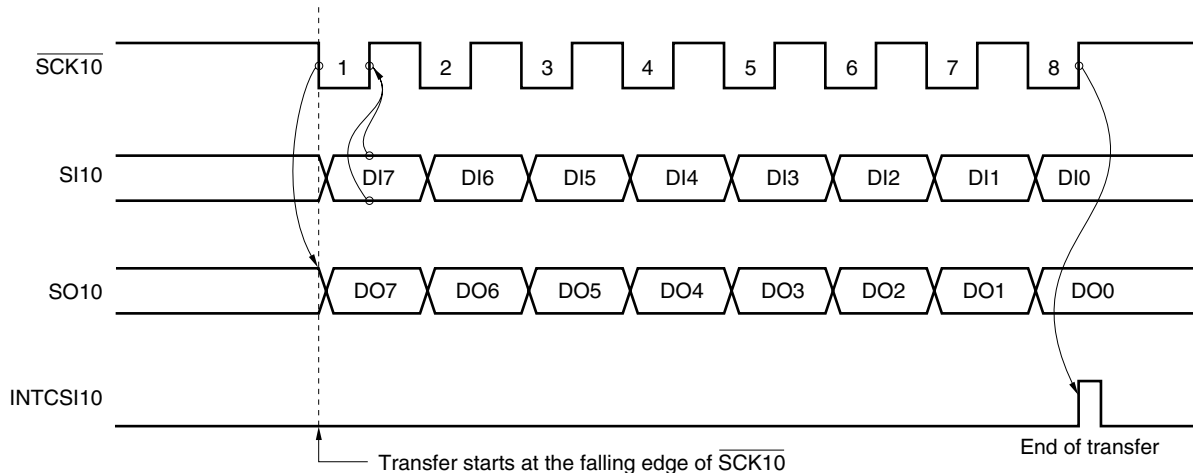 SCK10 1 2 3 4 5 6 7 8
SI10 DI7 DI6 DI5 DI4 DI3 DI2 DI1 DI0
SO10 DO7 DO6 DO5 DO4 DO3 DO2 DO1 DO0
INTCSI10
End of transfer
Transfer starts at the falling edge of SCK10